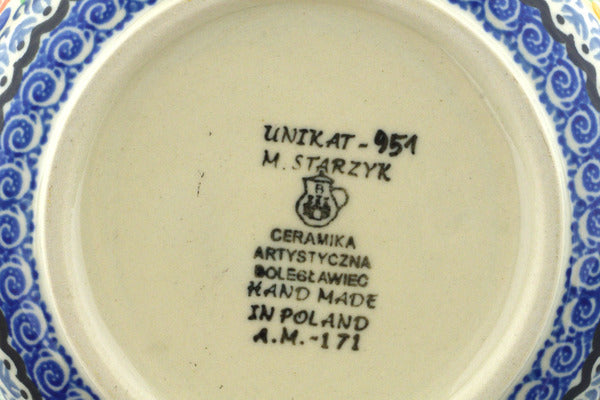 UNIKAT-951
M. STARZYK
B
CERAMIKA
ARTYSTYCZNA
BOLESŁAWIEC
HAND MADE
IN POLAND
A.M.-171